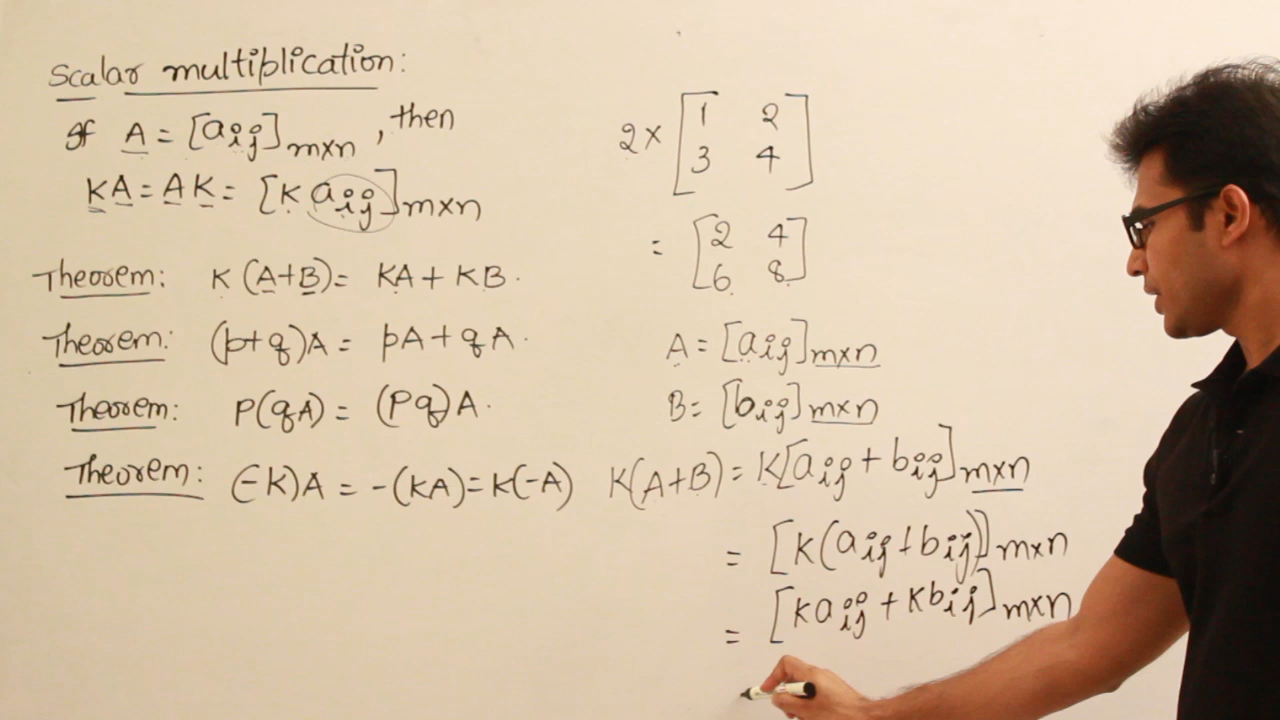 Scalar multiplication:
If A = [aij]m×n , then
KA = AK = [K aij]m×n
Theorem: K (A+B) = KA + KB.
Theorem: (p+q)A = pA + qA.
Theorem: P(qA) = (Pq)A.
Theorem: (-K)A = -(KA) = K(-A)
2 × [1 2
3 4]
= [2 4
6 8]
A = [aij]m×n
B = [bij]m×n
K(A+B) = K[aij + bij]m×n
= [K(aij + bij)]m×n
= [Kaij + Kbij]m×n